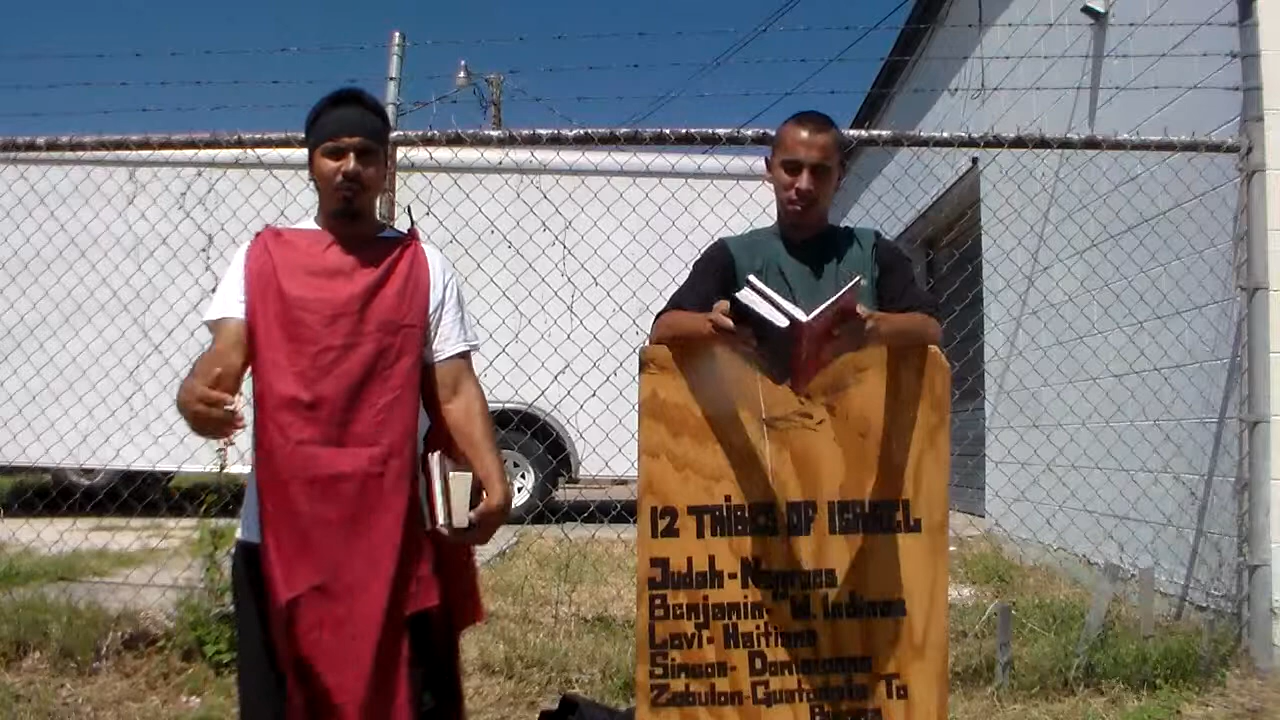 12 TRIBES OF ISRAEL
Judah - Negroes
Benjamin - W. Indians
Levi - Haitians
Simeon - Dominicans
Zebulon - Guatemala To